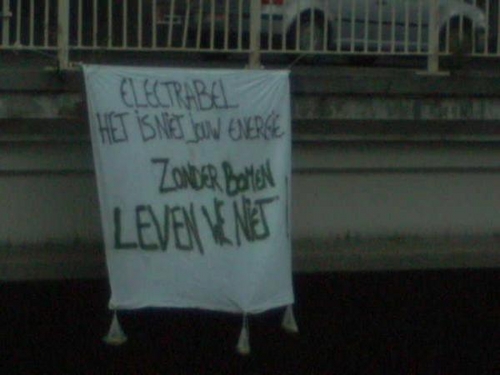 ELECTRABEL
HET IS NIET JOUW ENERGIE
ZONDER BOMEN
LEVEN WE NIET !